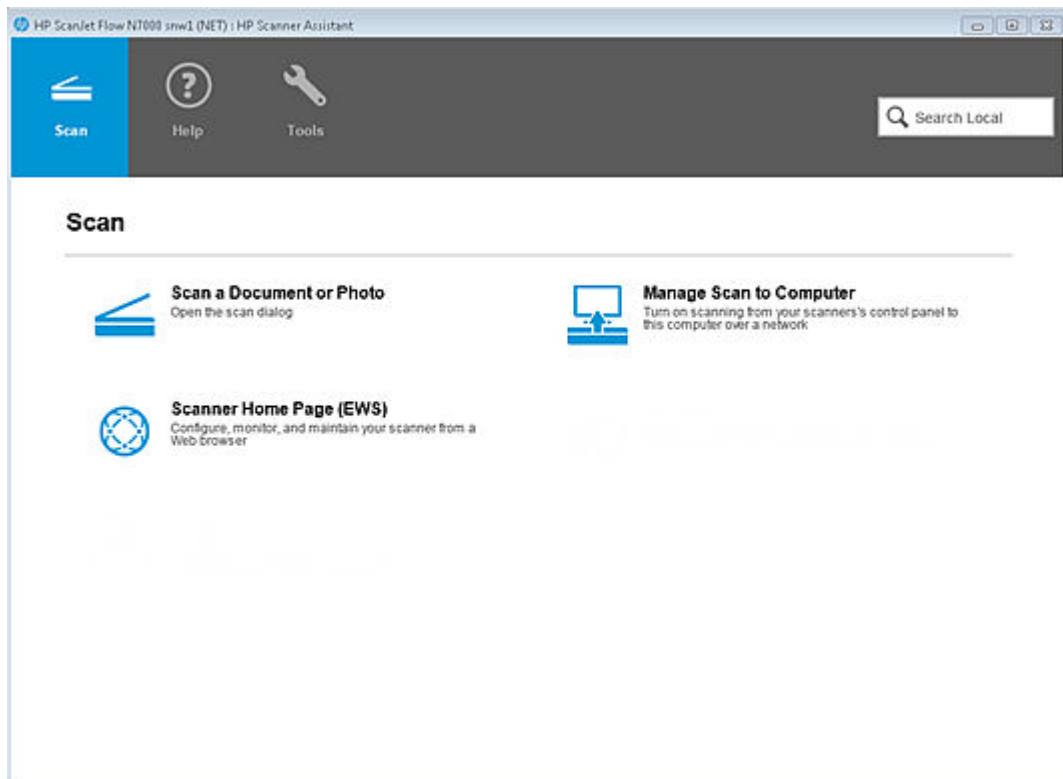 HP ScanJet Flow N7000 snw1 (NET) : HP Scanner Assistant
Scan
Help
Tools
Search Local
Scan
Scan a Document or Photo
Open the scan dialog
Manage Scan to Computer
Turn on scanning from your scanners's control panel to
this computer over a network
Scanner Home Page (EWS)
Configure, monitor, and maintain your scanner from a
Web browser